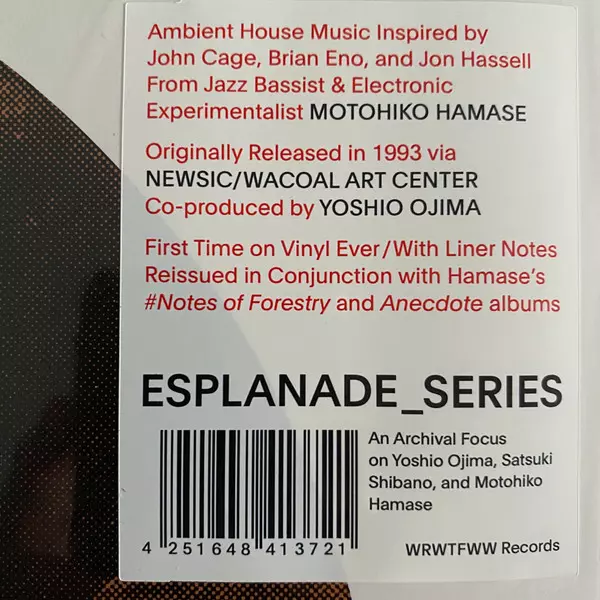 Ambient House Music Inspired by
John Cage, Brian Eno, and Jon Hassell
From Jazz Bassist & Electronic
Experimentalist MOTOHIKO HAMASE
Originally Released in 1993 via
NEWSIC/WACOAL ART CENTER
Co-produced by YOSHIO OJIMA
First Time on Vinyl Ever/With Liner Notes
Reissued in Conjunction with Hamase's
#Notes of Forestry and Anecdote albums
ESPLANADE_SERIES
An Archival Focus
on Yoshio Ojima, Satsuki
Shibano, and Motohiko
Hamase
4 251648 413721
WRWTFWW Records